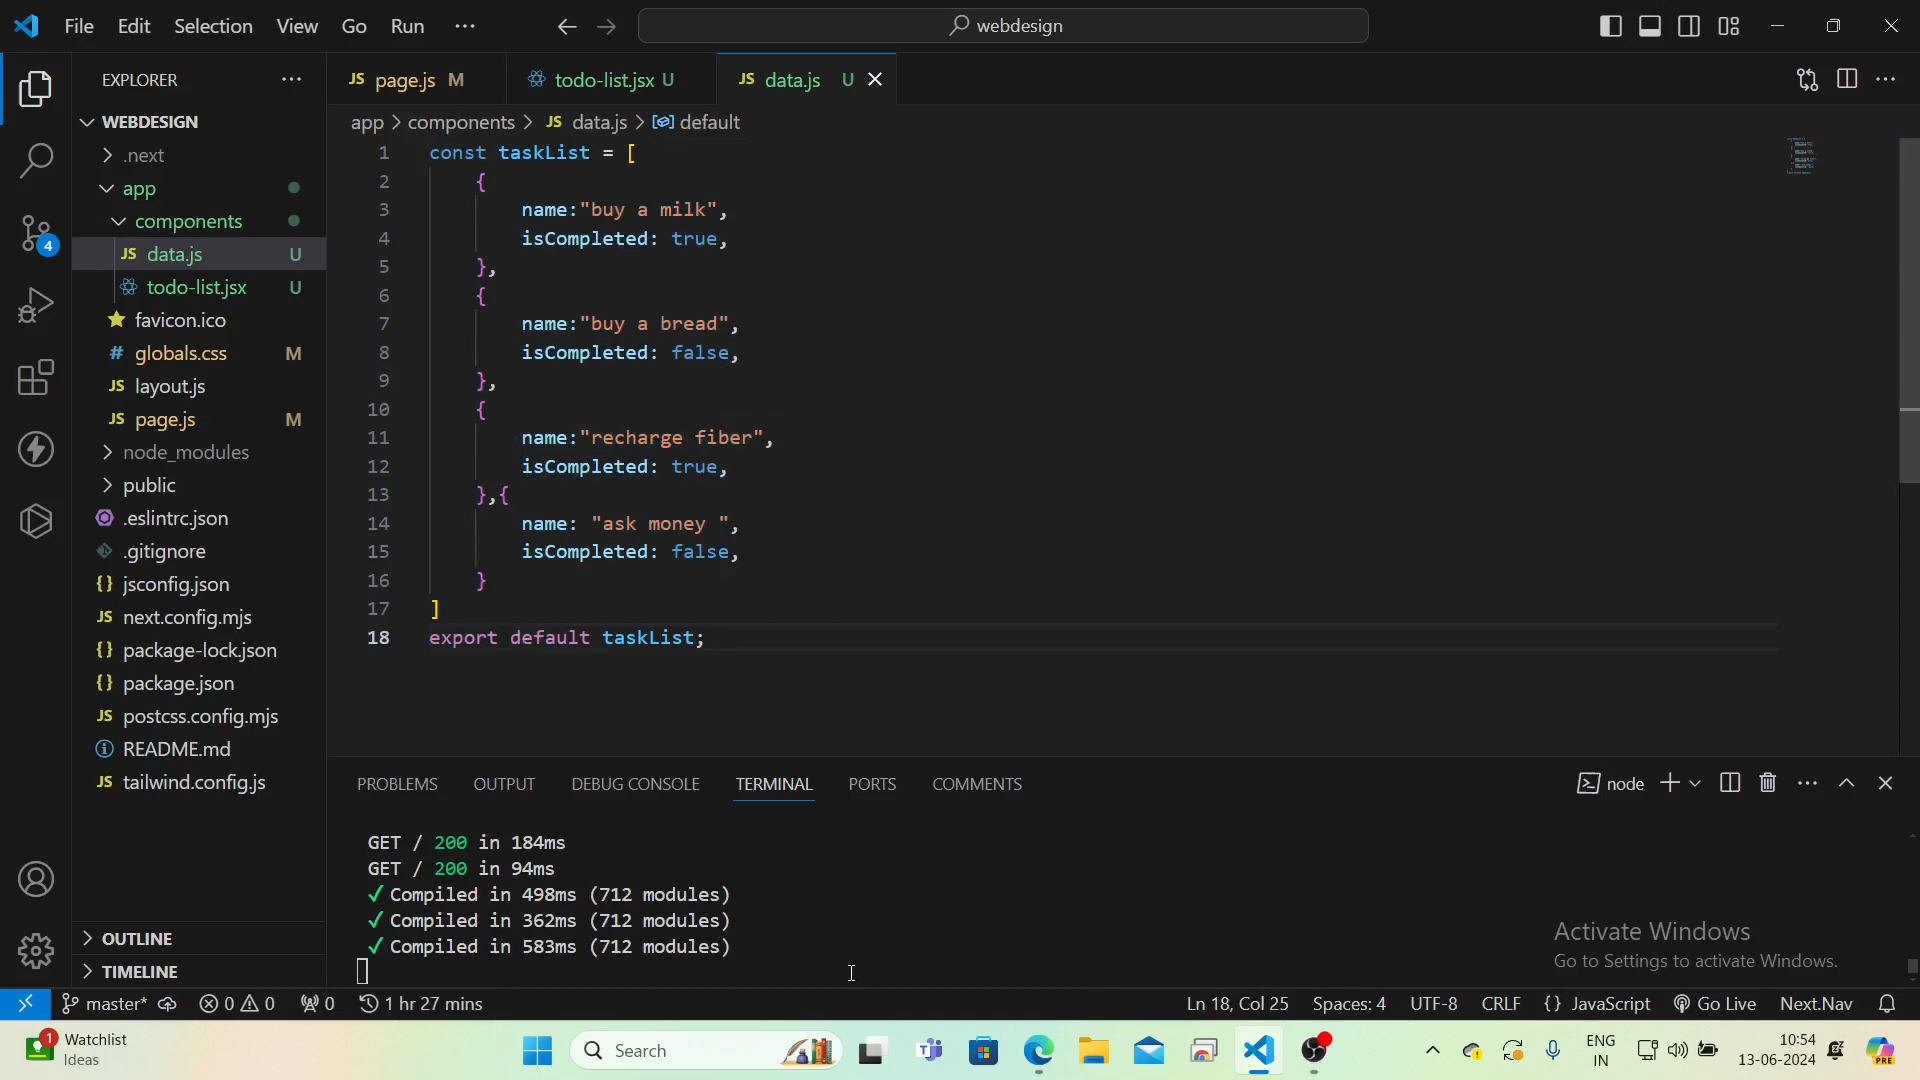 File Edit Selection View Go Run ··· webdesign
EXPLORER ···
JS page.js M todo-list.jsx U JS data.js U
WEBDESIGN
app > components > JS data.js > default
.next
app
components
JS data.js U
todo-list.jsx U
favicon.ico
# globals.css M
JS layout.js
JS page.js M
node_modules
public
.eslintrc.json
.gitignore
{} jsconfig.json
JS next.config.mjs
{} package-lock.json
{} package.json
JS postcss.config.mjs
README.md
JS tailwind.config.js
OUTLINE
TIMELINE
4
1 const taskList = [
2 {
3 name:"buy a milk",
4 isCompleted: true,
5 },
6 {
7 name:"buy a bread",
8 isCompleted: false,
9 },
10 {
11 name:"recharge fiber",
12 isCompleted: true,
13 },{
14 name: "ask money ",
15 isCompleted: false,
16 }
17 ]
18 export default taskList;
PROBLEMS OUTPUT DEBUG CONSOLE TERMINAL PORTS COMMENTS node
GET / 200 in 184ms
GET / 200 in 94ms
✓ Compiled in 498ms (712 modules)
✓ Compiled in 362ms (712 modules)
✓ Compiled in 583ms (712 modules)
Activate Windows
Go to Settings to activate Windows.
master* 0 0 0 1 hr 27 mins Ln 18, Col 25 Spaces: 4 UTF-8 CRLF {} JavaScript Go Live Next.Nav
1 Watchlist
Ideas
Search
ENG
IN
10:54
13-06-2024
PRE